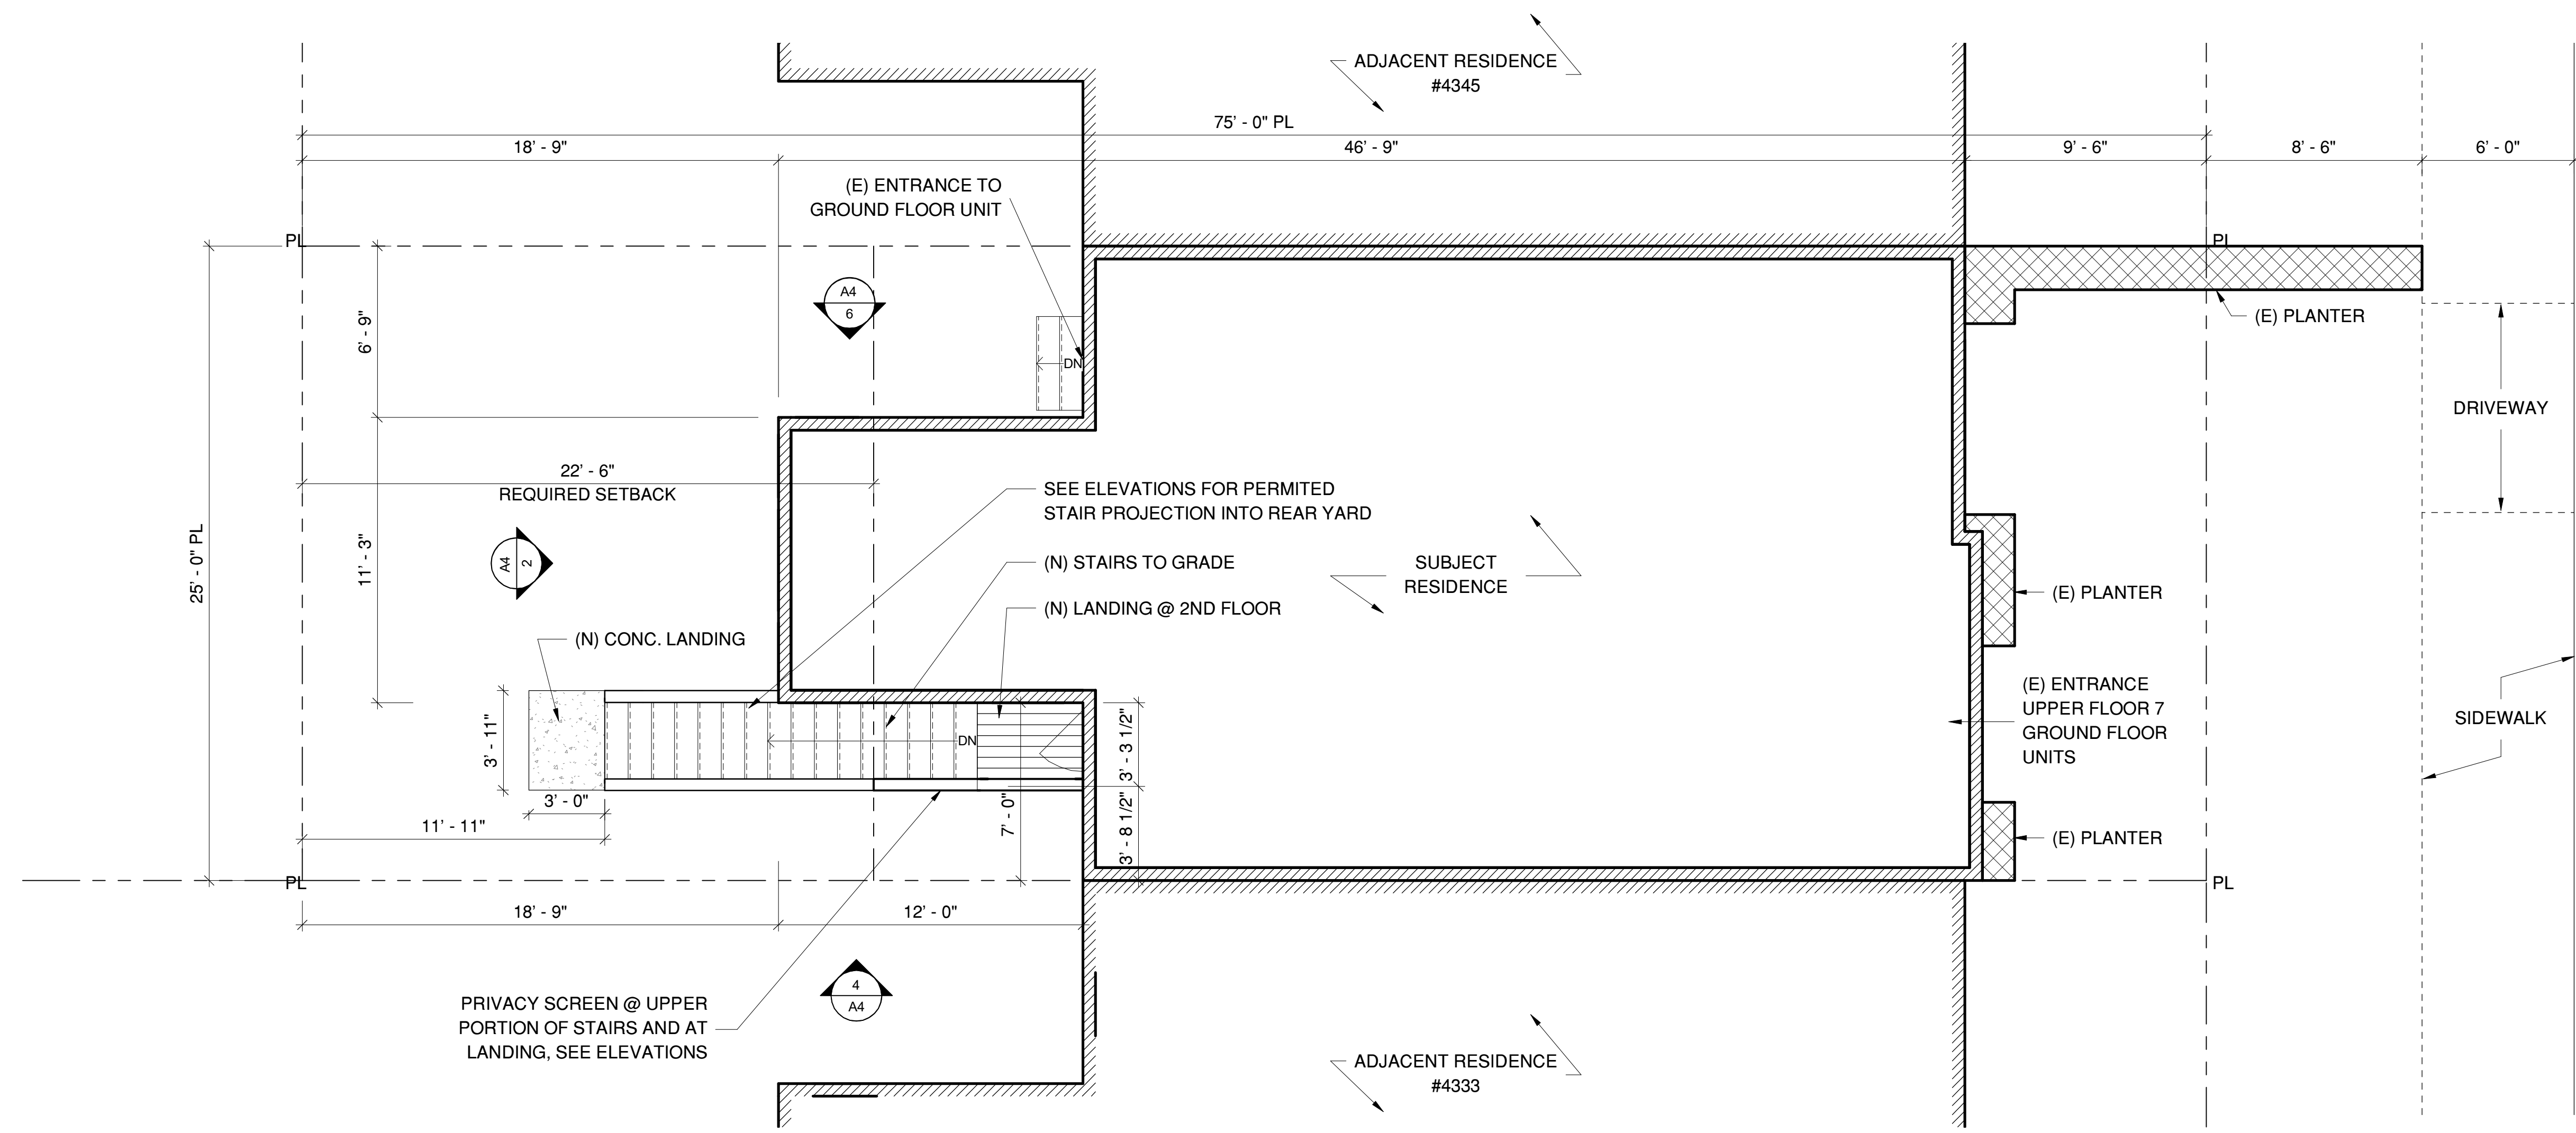 ADJACENT RESIDENCE
#4345
75' - 0" PL
18' - 9"
46' - 9"
9' - 6"
8' - 6"
6' - 0"
(E) ENTRANCE TO
GROUND FLOOR UNIT
PL
PL
A4
6
6' - 9"
(E) PLANTER
DN
DRIVEWAY
22' - 6"
REQUIRED SETBACK
SEE ELEVATIONS FOR PERMITED
STAIR PROJECTION INTO REAR YARD
25' - 0" PL
11' - 3"
A4
2
(N) STAIRS TO GRADE
SUBJECT
RESIDENCE
(N) LANDING @ 2ND FLOOR
(E) PLANTER
(N) CONC. LANDING
(E) ENTRANCE
UPPER FLOOR 7
GROUND FLOOR
UNITS
SIDEWALK
3' - 11"
DN
3' - 3 1/2"
3' - 0"
7' - 0"
3' - 8 1/2"
11' - 11"
(E) PLANTER
PL
PL
18' - 9"
12' - 0"
4
A4
PRIVACY SCREEN @ UPPER
PORTION OF STAIRS AND AT
LANDING, SEE ELEVATIONS
ADJACENT RESIDENCE
#4333